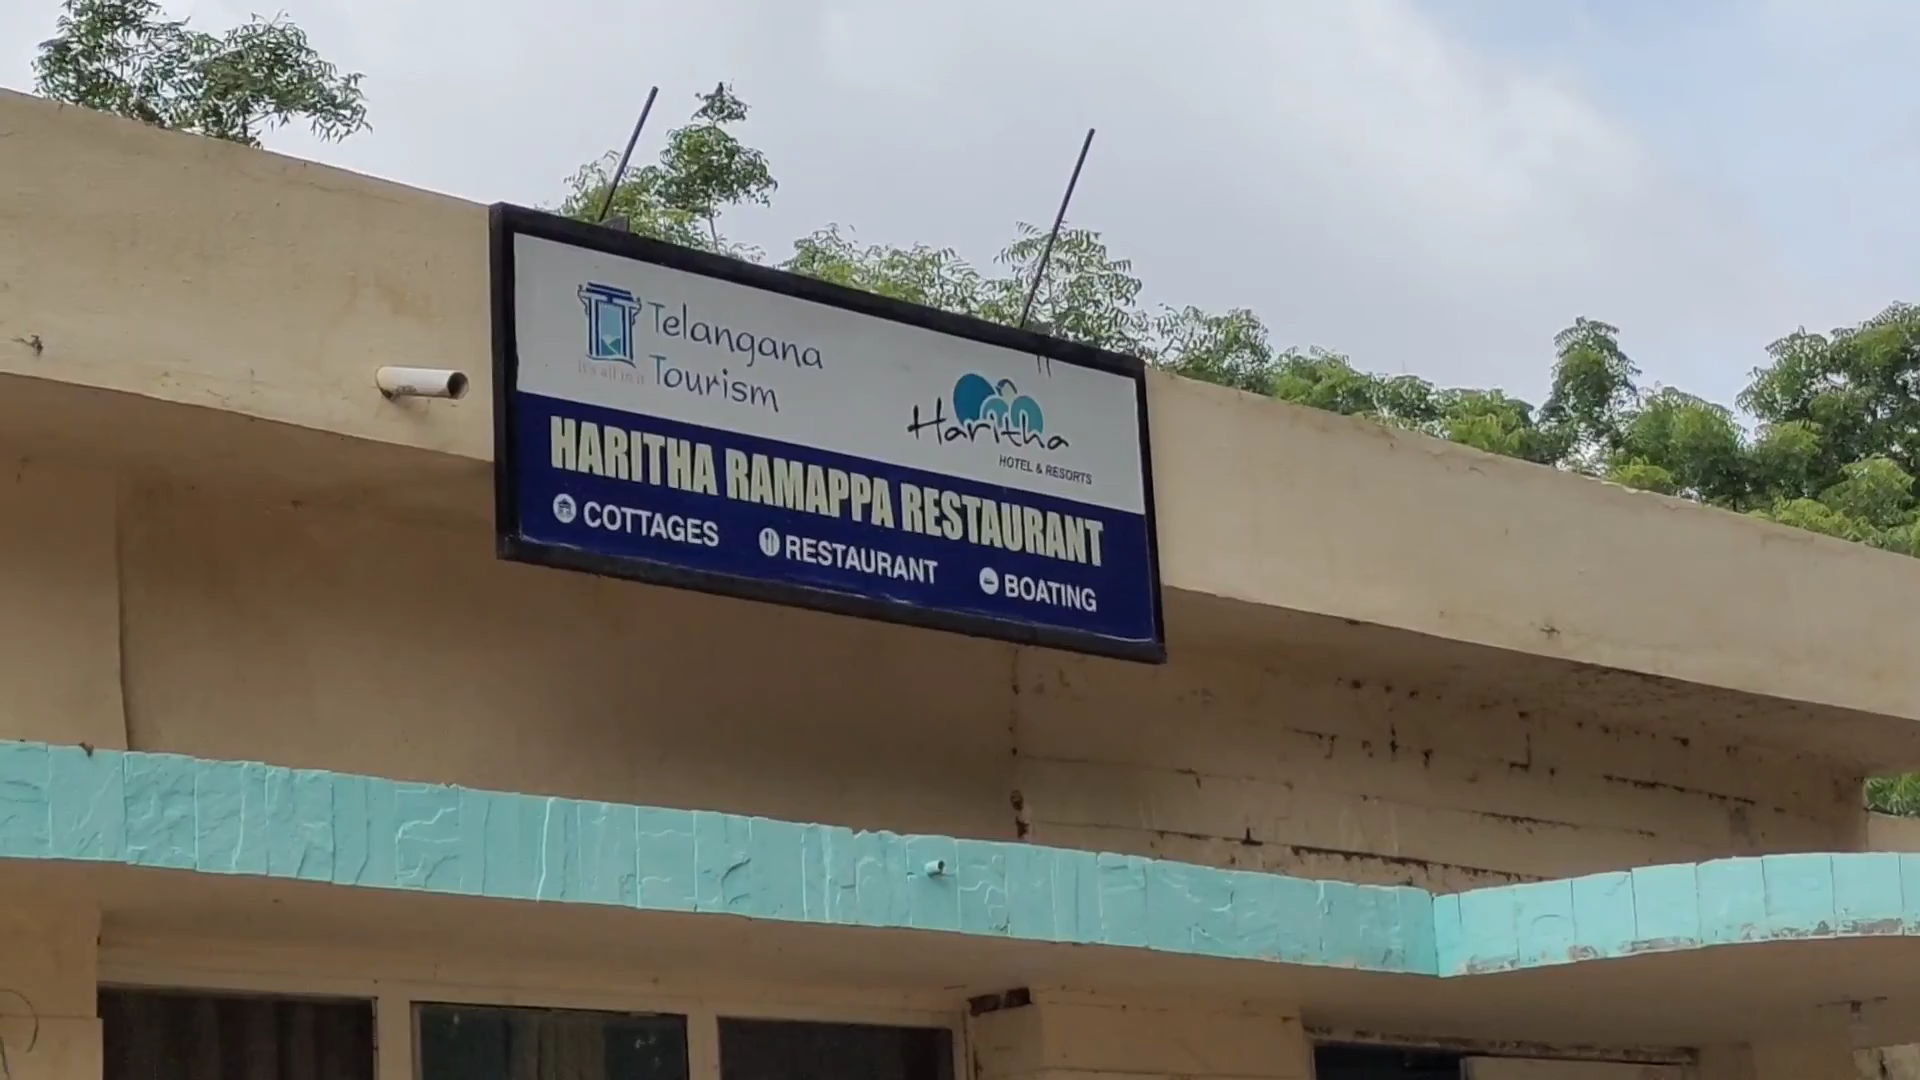 Telangana
Tourism
It's all in it
Haritha
HOTEL & RESORTS
HARITHA RAMAPPA RESTAURANT
COTTAGES
RESTAURANT
BOATING